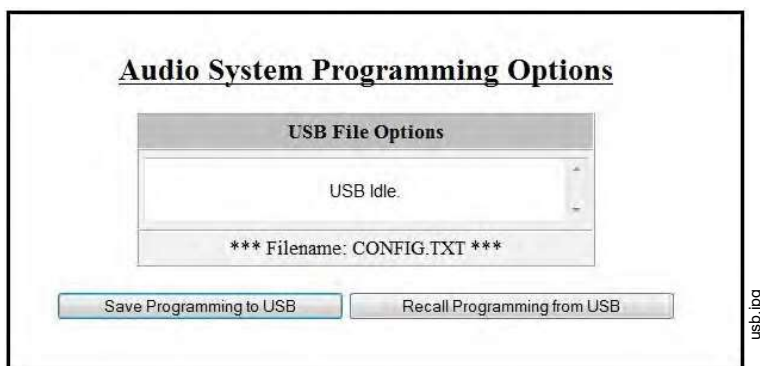 Audio System Programming Options
USB File Options
USB Idle.
*** Filename: CONFIG.TXT ***
Save Programming to USB
Recall Programming from USB
usb.jpg